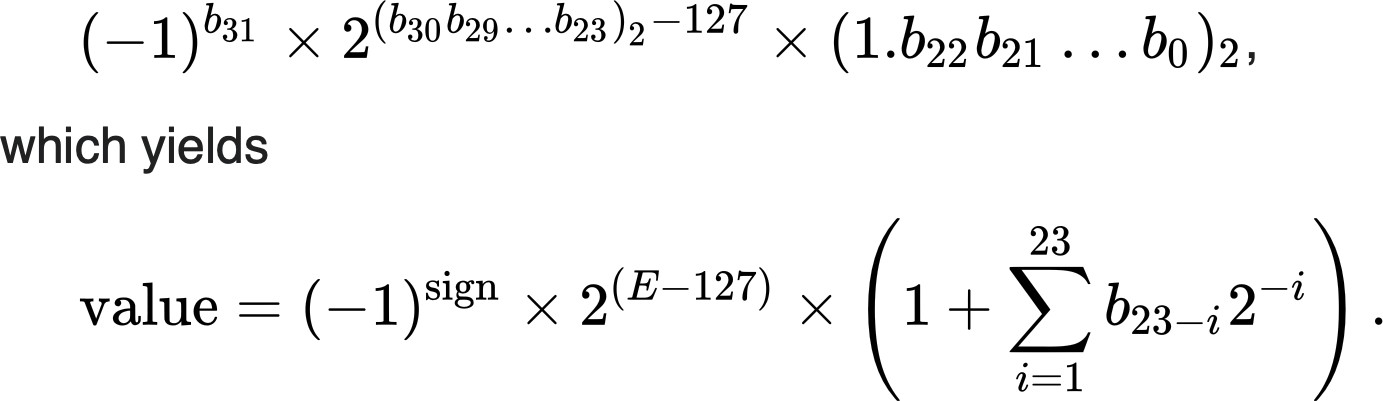 (−1)^{b_{31}} × 2^{(b_{30}b_{29}…b_{23})_2−127} × (1.b_{22}b_{21}…b_0)_2,
which yields
value = (−1)^{sign} × 2^{(E−127)} × (1 + ∑_{i=1}^{23} b_{23−i}2^{−i}).